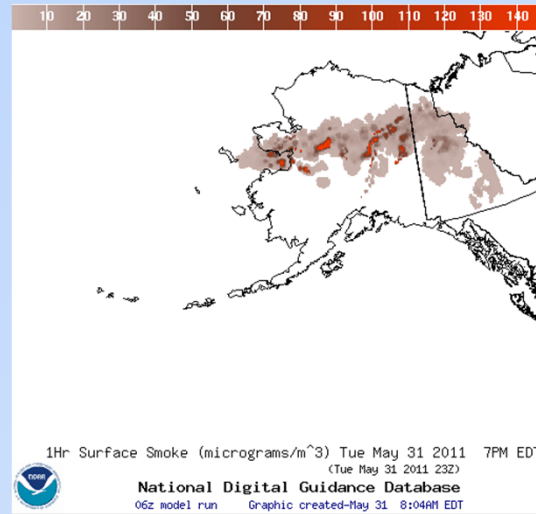 10 20 30 40 50 60 70 80 90 100 110 120 130 140
1Hr Surface Smoke (micrograms/m^3) Tue May 31 2011 7PM EDT
(Tue May 31 2011 23Z)
National Digital Guidance Database
06z model run Graphic created-May 31 8:04AM EDT
noaa